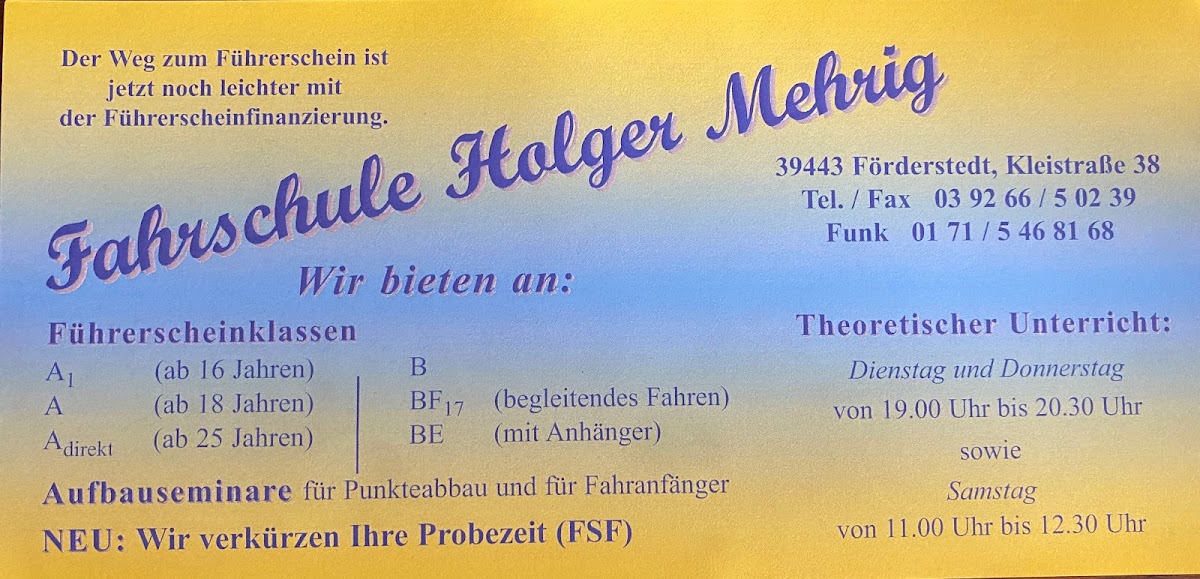 Der Weg zum Führerschein ist
jetzt noch leichter mit
der Führerscheinfinanzierung.
Fahrschule Holger Mehrig
39443 Förderstedt, Kleistraße 38
Tel. / Fax 03 92 66 / 5 02 39
Funk 01 71 / 5 46 81 68
Wir bieten an:
Führerscheinklassen
A1 (ab 16 Jahren)
A (ab 18 Jahren)
Adirekt (ab 25 Jahren)
B
BF17 (begleitendes Fahren)
BE (mit Anhänger)
Aufbauseminare für Punkteabbau und für Fahranfänger
NEU: Wir verkürzen Ihre Probezeit (FSF)
Theoretischer Unterricht:
Dienstag und Donnerstag
von 19.00 Uhr bis 20.30 Uhr
sowie
Samstag
von 11.00 Uhr bis 12.30 Uhr